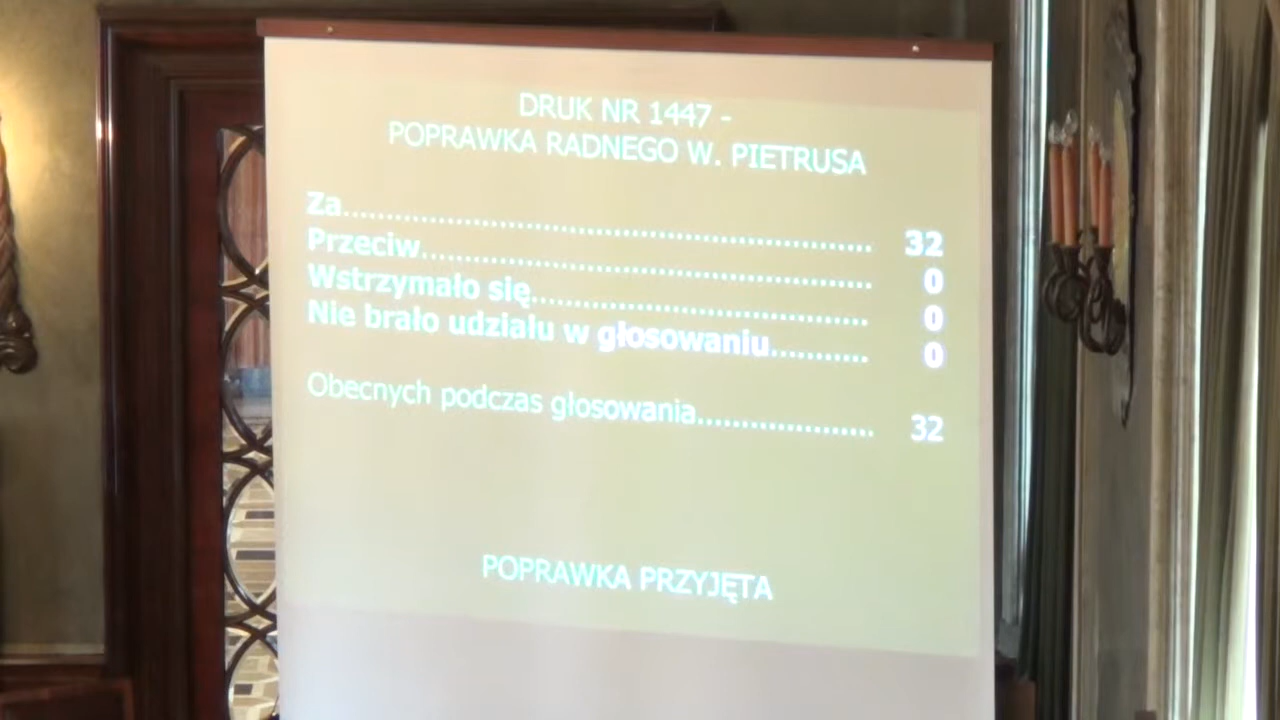 DRUK NR 1447 -
POPRAWKA RADNEGO W. PIETRUSA
Za.................................................................. 32
Przeciw........................................................ 0
Wstrzymało się.......................................... 0
Nie brało udziału w głosowaniu........... 0
Obecnych podczas głosowania.................... 32
POPRAWKA PRZYJĘTA